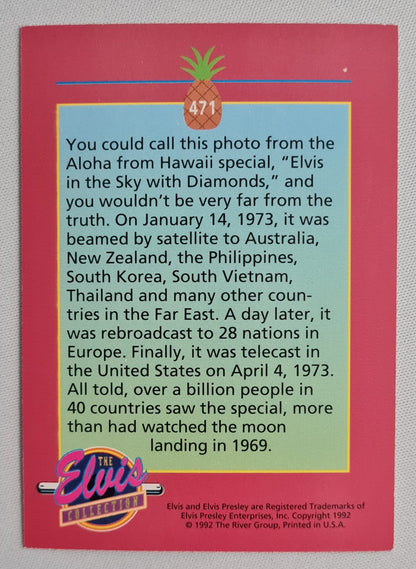 471
You could call this photo from the
Aloha from Hawaii special, “Elvis
in the Sky with Diamonds,” and
you wouldn’t be very far from the
truth. On January 14, 1973, it was
beamed by satellite to Australia,
New Zealand, the Philippines,
South Korea, South Vietnam,
Thailand and many other coun-
tries in the Far East. A day later, it
was rebroadcast to 28 nations in
Europe. Finally, it was telecast in
the United States on April 4, 1973.
All told, over a billion people in
40 countries saw the special, more
than had watched the moon
landing in 1969.
THE
Elvis
COLLECTION
Elvis and Elvis Presley are Registered Trademarks of
Elvis Presley Enterprises, Inc. Copyright 1992
© 1992 The River Group, Printed in U.S.A.